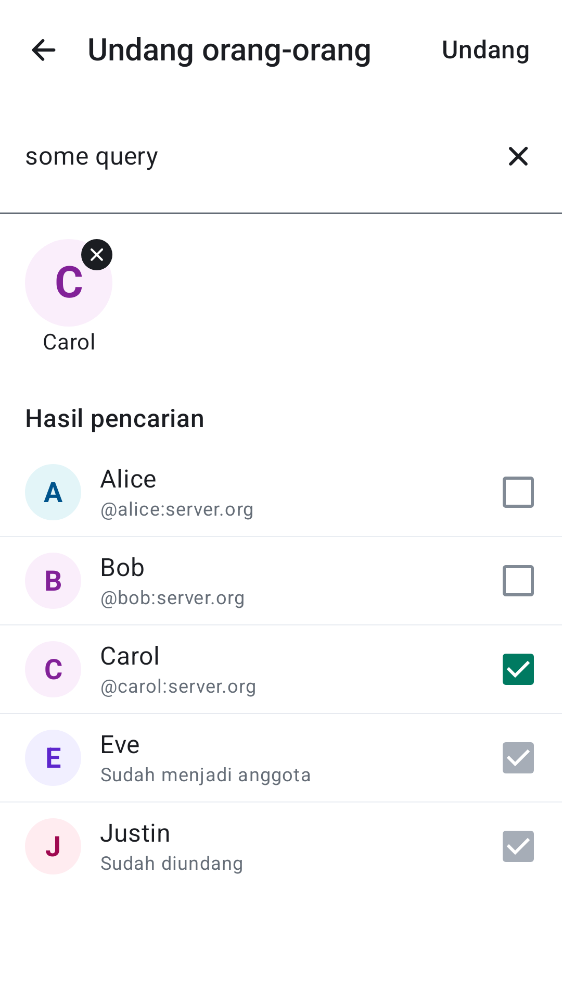 Undang orang-orang
Undang
some query
C
Carol
Hasil pencarian
A
Alice
@alice:server.org
B
Bob
@bob:server.org
C
Carol
@carol:server.org
E
Eve
Sudah menjadi anggota
J
Justin
Sudah diundang